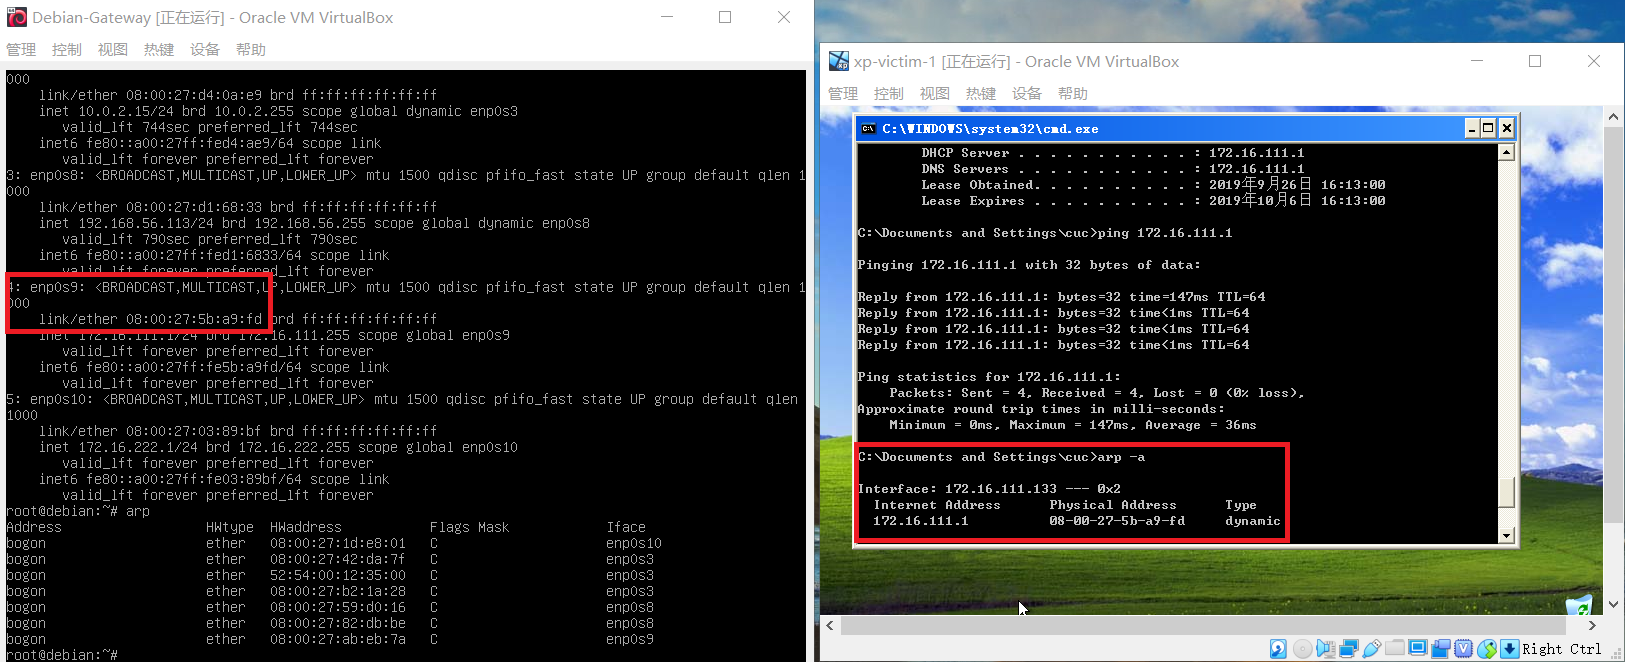 Debian-Gateway [正在运行] - Oracle VM VirtualBox
管理 控制 视图 热键 设备 帮助
000
link/ether 08:00:27:d4:0a:e9 brd ff:ff:ff:ff:ff:ff
inet 10.0.2.15/24 brd 10.0.2.255 scope global dynamic enp0s3
valid_lft 744sec preferred_lft 744sec
inet6 fe80::a00:27ff:fed4:ae9/64 scope link
valid_lft forever preferred_lft forever
3: enp0s8: <BROADCAST,MULTICAST,UP,LOWER_UP> mtu 1500 qdisc pfifo_fast state UP group default qlen 1
000
link/ether 08:00:27:d1:68:33 brd ff:ff:ff:ff:ff:ff
inet 192.168.56.113/24 brd 192.168.56.255 scope global dynamic enp0s8
valid_lft 790sec preferred_lft 790sec
inet6 fe80::a00:27ff:fed1:6833/64 scope link
valid_lft forever preferred_lft forever
4: enp0s9: <BROADCAST,MULTICAST,UP,LOWER_UP> mtu 1500 qdisc pfifo_fast state UP group default qlen 1
000
link/ether 08:00:27:5b:a9:fd brd ff:ff:ff:ff:ff:ff
inet 172.16.111.1/24 brd 172.16.111.255 scope global enp0s9
valid_lft forever preferred_lft forever
inet6 fe80::a00:27ff:fe5b:a9fd/64 scope link
valid_lft forever preferred_lft forever
5: enp0s10: <BROADCAST,MULTICAST,UP,LOWER_UP> mtu 1500 qdisc pfifo_fast state UP group default qlen
1000
link/ether 08:00:27:03:89:bf brd ff:ff:ff:ff:ff:ff
inet 172.16.222.1/24 brd 172.16.222.255 scope global enp0s10
valid_lft forever preferred_lft forever
inet6 fe80::a00:27ff:fe03:89bf/64 scope link
valid_lft forever preferred_lft forever
root@debian:~# arp
Address HWtype HWaddress Flags Mask Iface
bogon ether 08:00:27:1d:e8:01 C enp0s10
bogon ether 08:00:27:42:da:7f C enp0s3
bogon ether 52:54:00:12:35:00 C enp0s3
bogon ether 08:00:27:b2:1a:28 C enp0s3
bogon ether 08:00:27:59:d0:16 C enp0s8
bogon ether 08:00:27:82:db:be C enp0s8
bogon ether 08:00:27:ab:eb:7a C enp0s9
root@debian:~#
xp-victim-1 [正在运行] - Oracle VM VirtualBox
管理 控制 视图 热键 设备 帮助
C:\WINDOWS\system32\cmd.exe
DHCP Server . . . . . . . . . . . : 172.16.111.1
DNS Servers . . . . . . . . . . . : 172.16.111.1
Lease Obtained. . . . . . . . . . : 2019年9月26日 16:13:00
Lease Expires . . . . . . . . . . : 2019年10月6日 16:13:00
C:\Documents and Settings\cuc>ping 172.16.111.1
Pinging 172.16.111.1 with 32 bytes of data:
Reply from 172.16.111.1: bytes=32 time=147ms TTL=64
Reply from 172.16.111.1: bytes=32 time<1ms TTL=64
Reply from 172.16.111.1: bytes=32 time<1ms TTL=64
Reply from 172.16.111.1: bytes=32 time<1ms TTL=64
Ping statistics for 172.16.111.1:
Packets: Sent = 4, Received = 4, Lost = 0 (0% loss),
Approximate round trip times in milli-seconds:
Minimum = 0ms, Maximum = 147ms, Average = 36ms
C:\Documents and Settings\cuc>arp -a
Interface: 172.16.111.133 --- 0x2
Internet Address Physical Address Type
172.16.111.1 08-00-27-5b-a9-fd dynamic
Right Ctrl